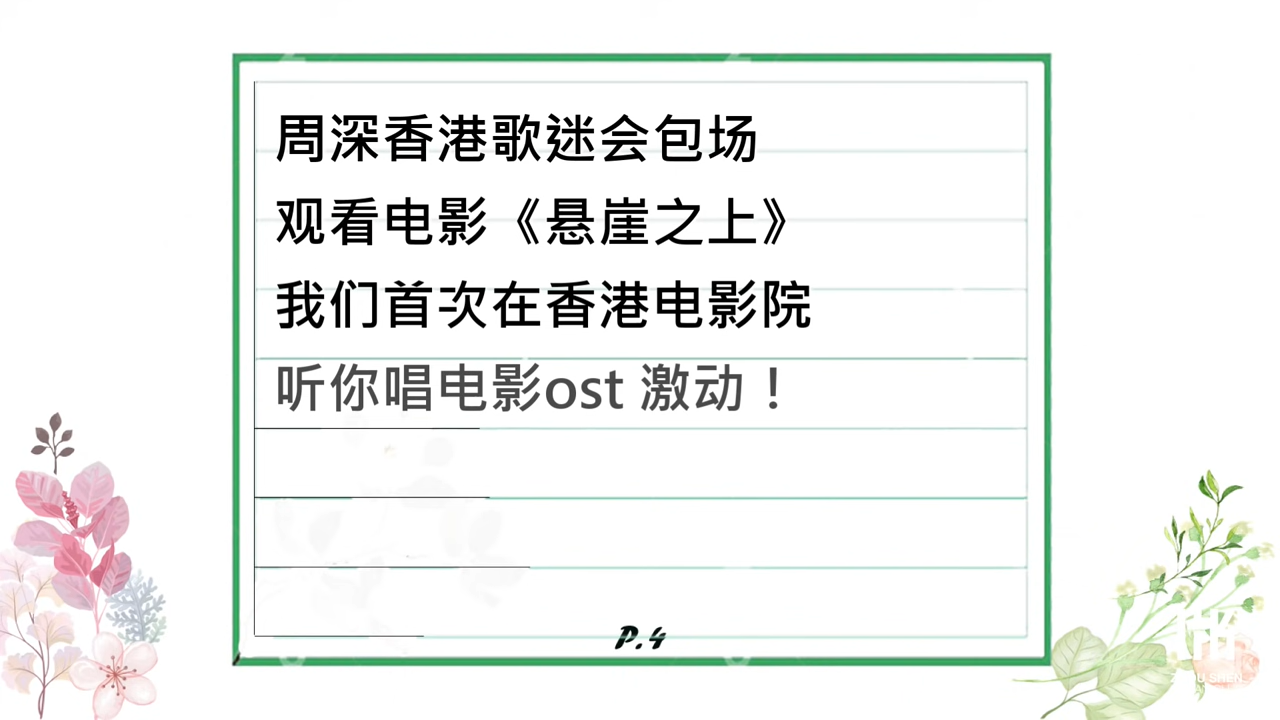 周深香港歌迷会包场
观看电影《悬崖之上》
我们首次在香港电影院
听你唱电影ost 激动！
P.4
ZHOU SHEN